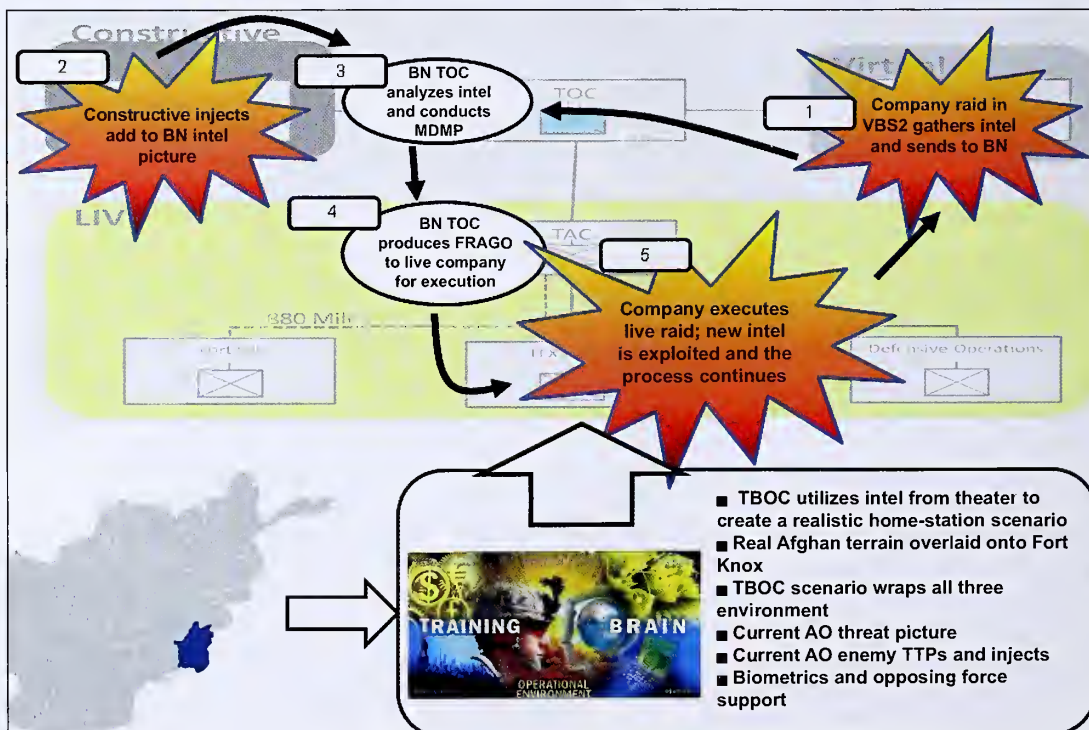 Constructive
2
Constructive injects
add to BN intel
picture
3
BN TOC
analyzes intel
and conducts
MDMP
TOC
Virtual
1
Company raid in
VBS2 gathers intel
and sends to BN
LIV
4
BN TOC
produces FRAGO
to live company
for execution
TAC
5
Company executes
live raid; new intel
is exploited and the
process continues
880 Mil
Defensive Operations
TRAINING BRAIN
OPERATIONAL
ENVIRONMENT
■ TBOC utilizes intel from theater to
create a realistic home-station scenario
■ Real Afghan terrain overlaid onto Fort
Knox
■ TBOC scenario wraps all three
environment
■ Current AO threat picture
■ Current AO enemy TTPs and injects
■ Biometrics and opposing force
support